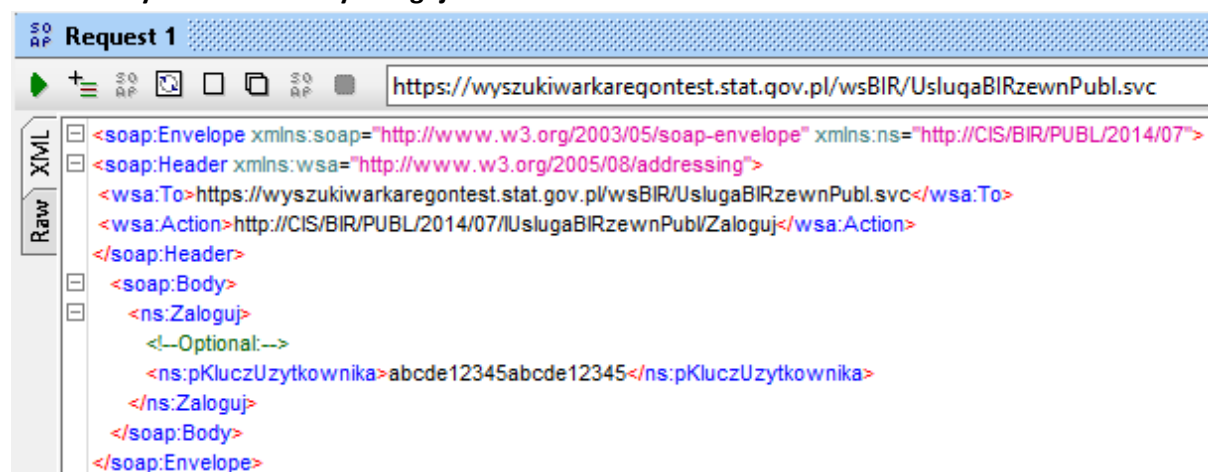 Request 1
https://wyszukiwarkaregontest.stat.gov.pl/wsBIR/UslugaBIRzewnPubl.svc
XML
Raw
<soap:Envelope xmlns:soap="http://www.w3.org/2003/05/soap-envelope" xmlns:ns="http://CIS/BIR/PUBL/2014/07">
<soap:Header xmlns:wsa="http://www.w3.org/2005/08/addressing">
<wsa:To>https://wyszukiwarkaregontest.stat.gov.pl/wsBIR/UslugaBIRzewnPubl.svc</wsa:To>
<wsa:Action>http://CIS/BIR/PUBL/2014/07/IUslugaBIRzewnPubl/Zaloguj</wsa:Action>
</soap:Header>
<soap:Body>
<ns:Zaloguj>
<!--Optional:-->
<ns:pKluczUzytkownika>abcde12345abcde12345</ns:pKluczUzytkownika>
</ns:Zaloguj>
</soap:Body>
</soap:Envelope>